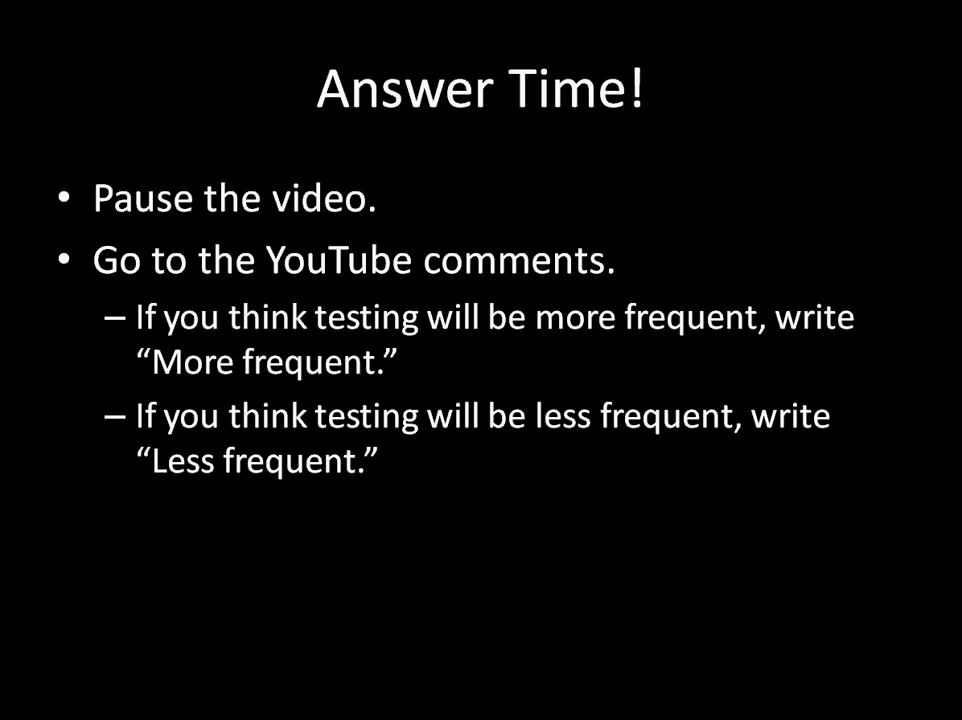 Answer Time!
• Pause the video.
• Go to the YouTube comments.
– If you think testing will be more frequent, write
“More frequent.”
– If you think testing will be less frequent, write
“Less frequent.”